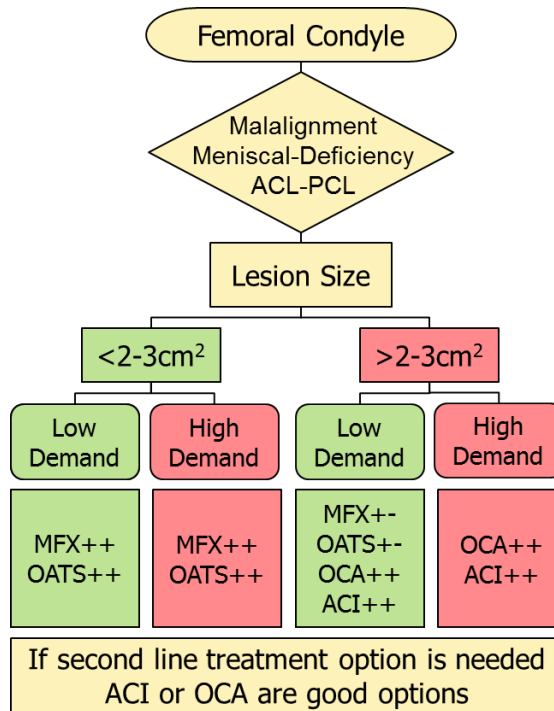 Femoral Condyle
Malalignment
Meniscal-Deficiency
ACL-PCL
Lesion Size
<2-3cm²
>2-3cm²
Low
Demand
High
Demand
Low
Demand
High
Demand
MFX++
OATS++
MFX++
OATS++
MFX+-
OATS+-
OCA++
ACI++
OCA++
ACI++
If second line treatment option is needed
ACI or OCA are good options